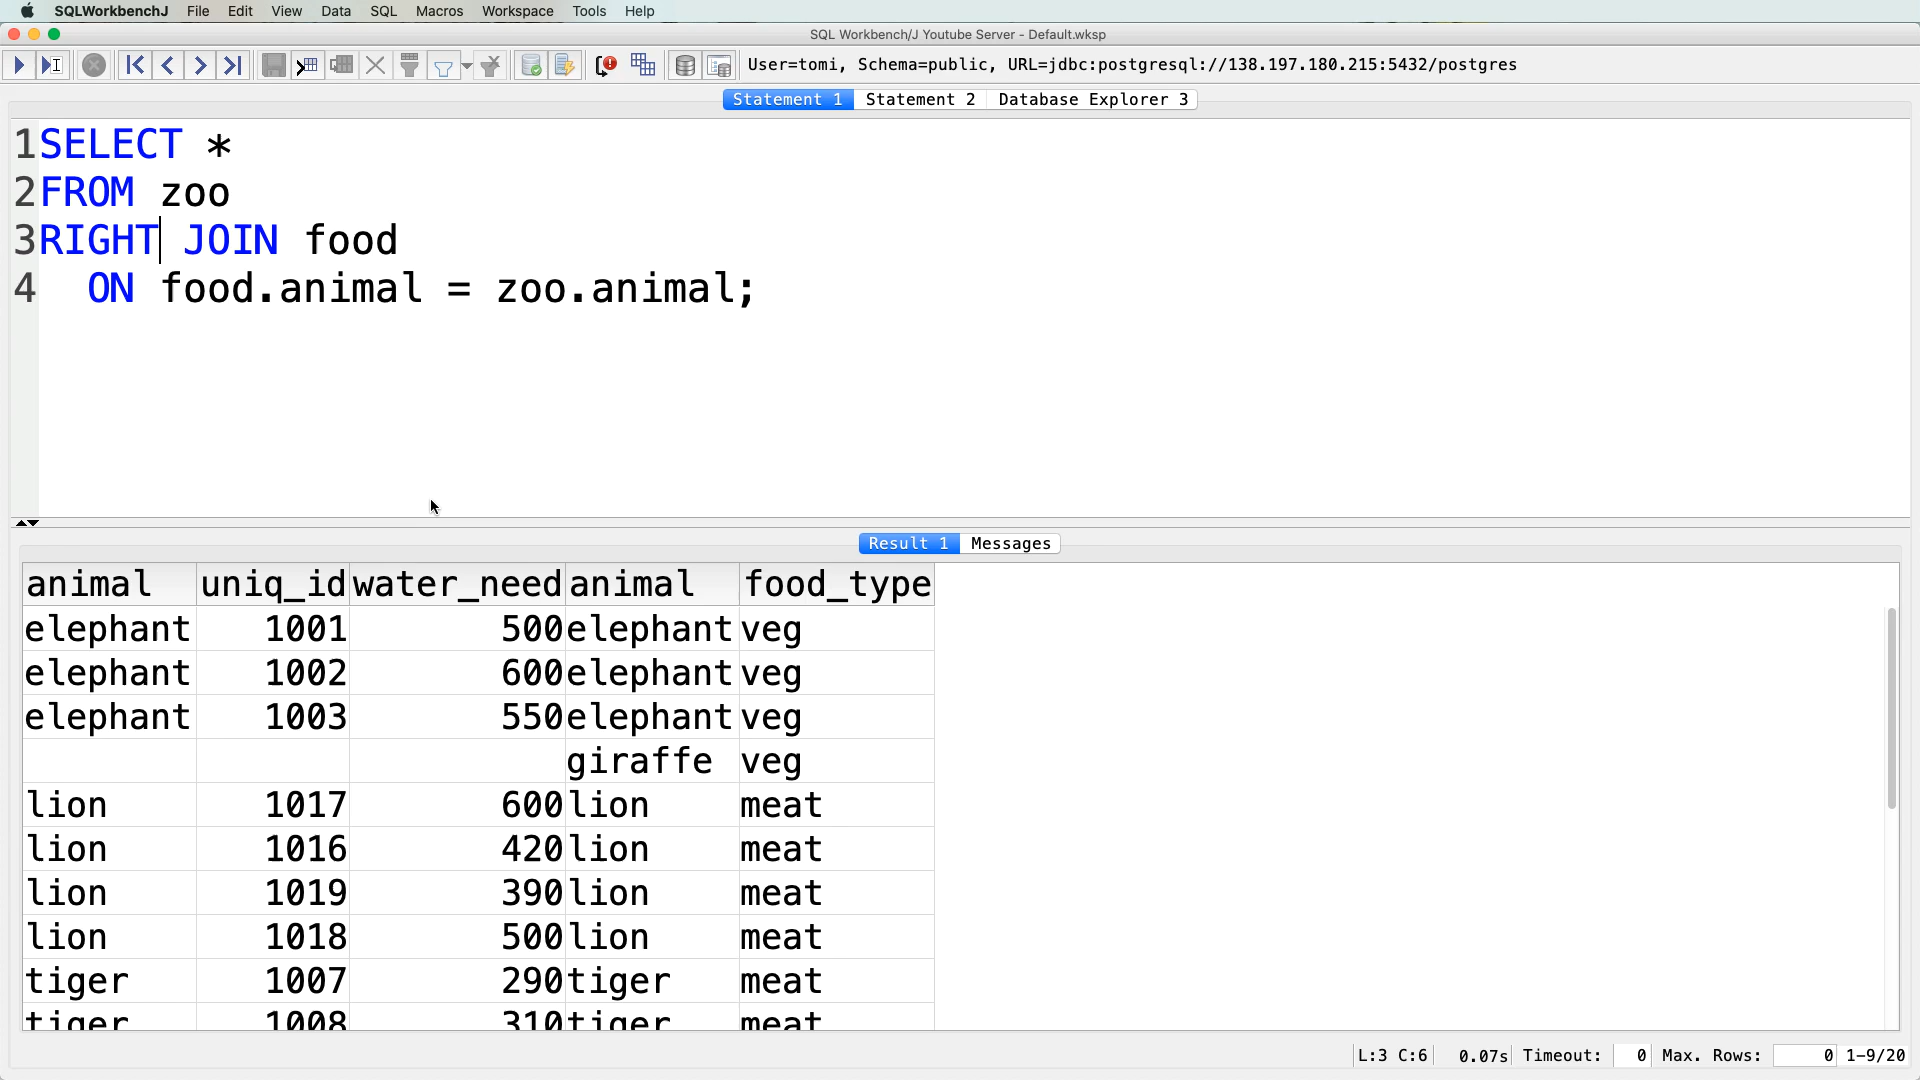 SQLWorkbenchJ File Edit View Data SQL Macros Workspace Tools Help
SQL Workbench/J Youtube Server - Default.wksp
User=tomi, Schema=public, URL=jdbc:postgresql://138.197.180.215:5432/postgres
Statement 1 Statement 2 Database Explorer 3
1 SELECT *
2 FROM zoo
3 RIGHT JOIN food
4 ON food.animal = zoo.animal;
Result 1 Messages
animal uniq_id water_need animal food_type
elephant 1001 500 elephant veg
elephant 1002 600 elephant veg
elephant 1003 550 elephant veg
giraffe veg
lion 1017 600 lion meat
lion 1016 420 lion meat
lion 1019 390 lion meat
lion 1018 500 lion meat
tiger 1007 290 tiger meat
tiger 1008 310 tiger meat
L:3 C:6 0.07s Timeout: 0 Max. Rows: 0 1-9/20